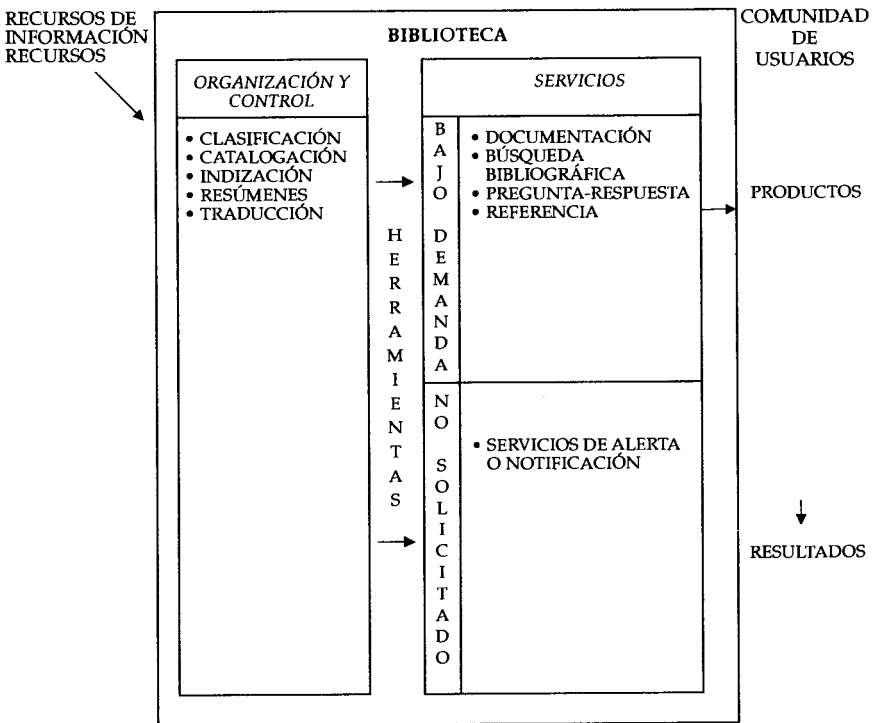 RECURSOS DE
INFORMACIÓN
RECURSOS
BIBLIOTECA
COMUNIDAD
DE
USUARIOS
ORGANIZACIÓN Y
CONTROL
• CLASIFICACIÓN
• CATALOGACIÓN
• INDIZACIÓN
• RESÚMENES
• TRADUCCIÓN
HERRAMIENTAS
SERVICIOS
BAJO DEMANDA
• DOCUMENTACIÓN
• BÚSQUEDA
BIBLIOGRÁFICA
• PREGUNTA-RESPUESTA
• REFERENCIA
NO SOLICITADO
• SERVICIOS DE ALERTA
O NOTIFICACIÓN
PRODUCTOS
RESULTADOS